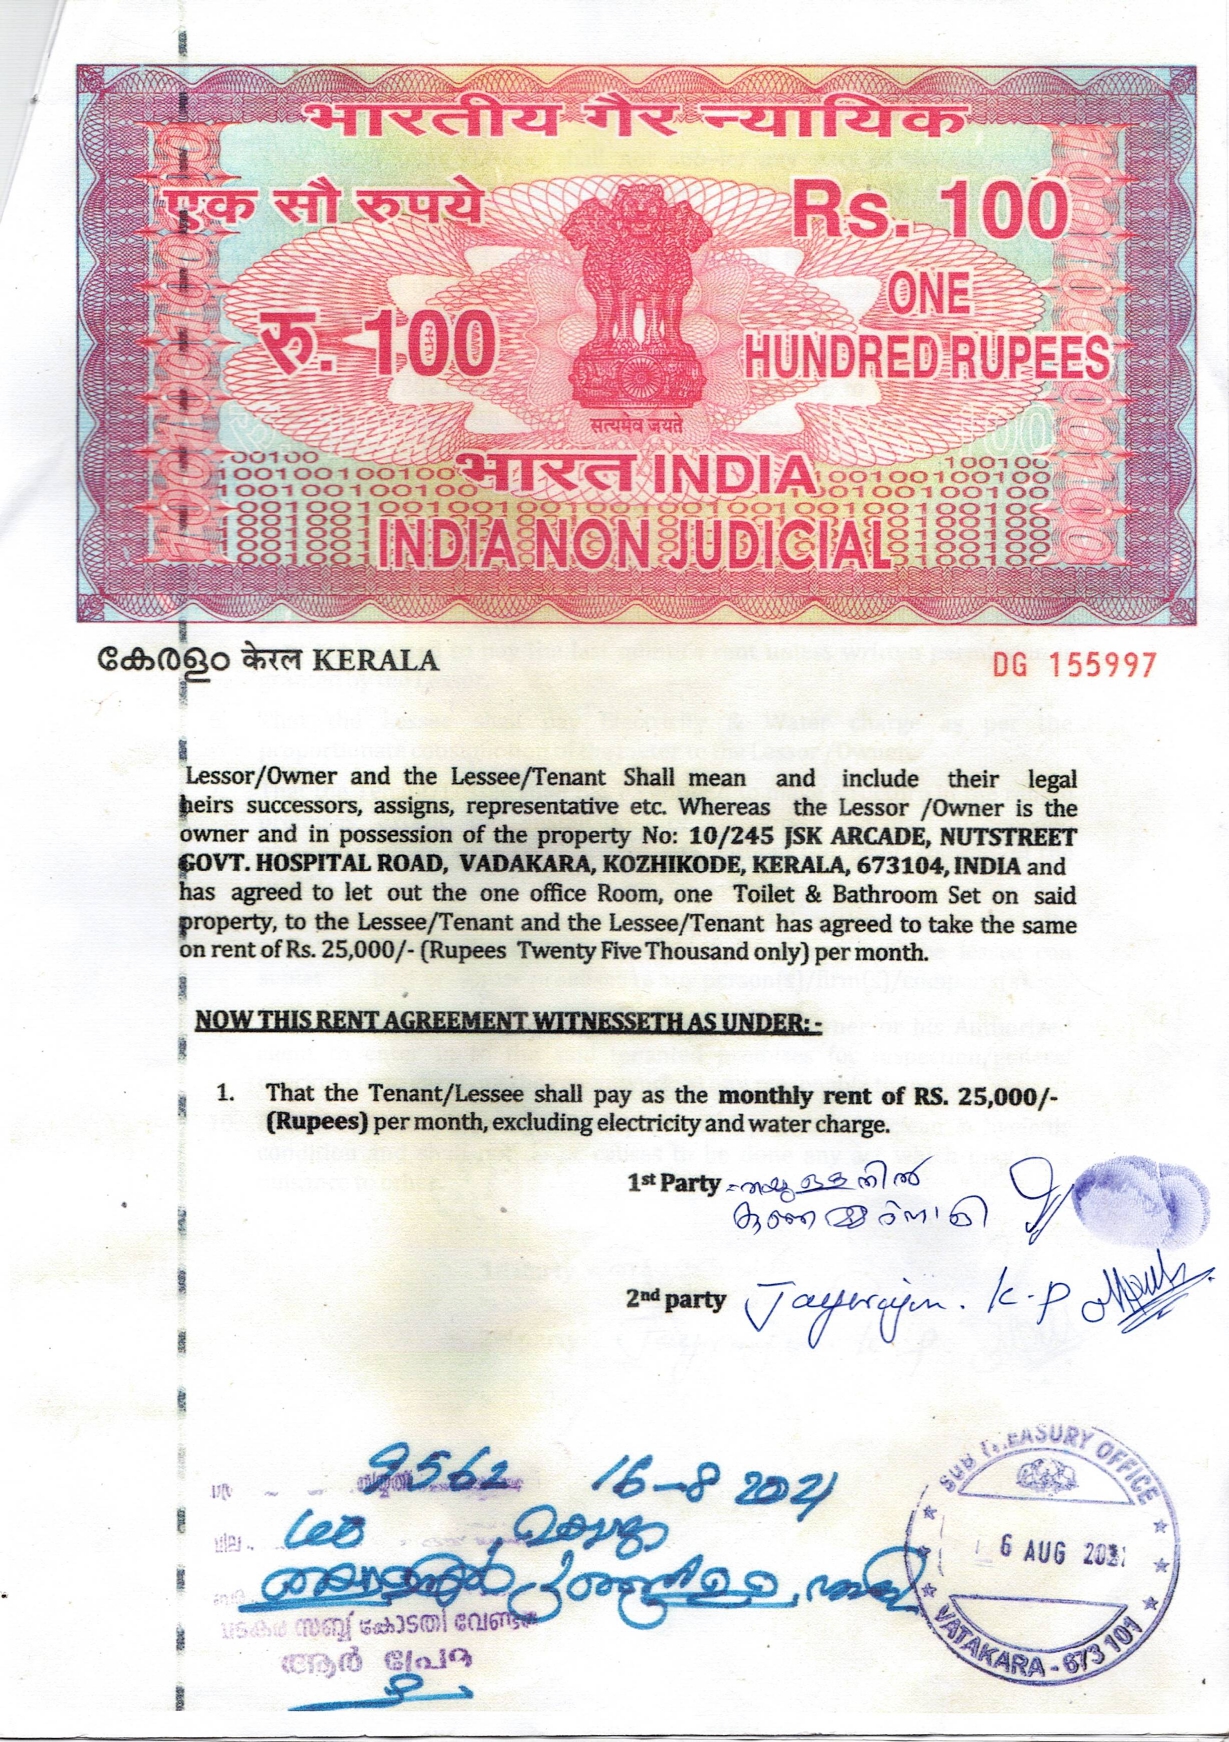 भारतीय गैर न्यायिक
एक सौ रुपये
Rs. 100
रु. 100
ONE
HUNDRED RUPEES
सत्यमेव जयते
भारत INDIA
INDIA NON JUDICIAL
കേരളം केरल KERALA
DG 155997
Lessor/Owner and the Lessee/Tenant Shall mean and include their legal
heirs successors, assigns, representative etc. Whereas the Lessor /Owner is the
owner and in possession of the property No: 10/245 JSK ARCADE, NUTSTREET
GOVT. HOSPITAL ROAD, VADAKARA, KOZHIKODE, KERALA, 673104, INDIA and
has agreed to let out the one office Room, one Toilet & Bathroom Set on said
property, to the Lessee/Tenant and the Lessee/Tenant has agreed to take the same
on rent of Rs. 25,000/- (Rupees Twenty Five Thousand only) per month.
NOW THIS RENT AGREEMENT WITNESSETH AS UNDER: -
1. That the Tenant/Lessee shall pay as the monthly rent of RS. 25,000/-
(Rupees) per month, excluding electricity and water charge.
1st Party
2nd party K-P
9562 16-8 2021
SUB TREASURY OFFICE
6 AUG 2021
VATAKARA - 673 101
വടകര സബ്ബ് കോടതി വേണ്ടർ
ആർ പ്രേമ